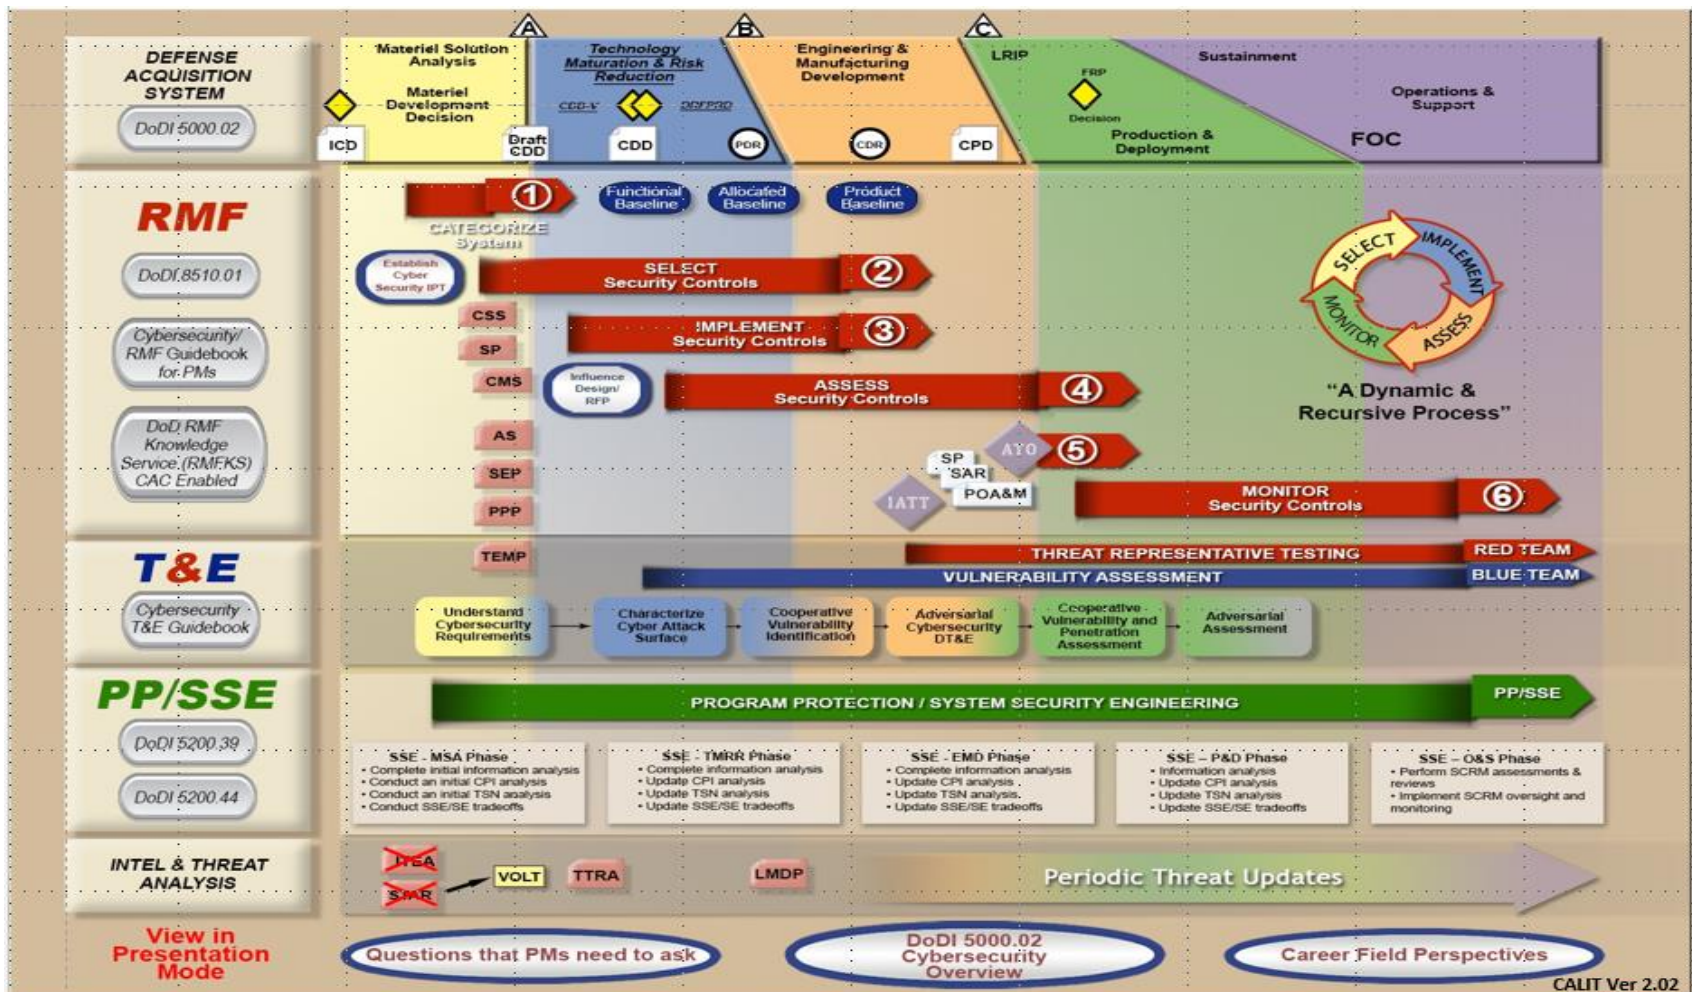 A
B
C
DEFENSE
ACQUISITION
SYSTEM
DoDI 5000.02
Materiel Solution
Analysis
Materiel
Development
Decision
ICD
Draft
CDD
Technology
Maturation & Risk
Reduction
CDD-V
DRFPRD
CDD
PDR
Engineering &
Manufacturing
Development
CDR
CPD
LRIP
FRP
Decision
Production &
Deployment
Sustainment
Operations &
Support
FOC
RMF
DoDI 8510.01
Cybersecurity/
RMF Guidebook
for PMs
DoD RMF
Knowledge
Service (RMFKS)
CAC Enabled
1
CATEGORIZE
System
Functional
Baseline
Allocated
Baseline
Product
Baseline
Establish
Cyber
Security IPT
SELECT
Security Controls
2
CSS
IMPLEMENT
Security Controls
3
SP
CMS
Influence
Design/
RFP
ASSESS
Security Controls
4
AS
SEP
PPP
ATO
5
SP
SAR
POA&M
IATT
MONITOR
Security Controls
6
SELECT
IMPLEMENT
ASSESS
MONITOR
“A Dynamic &
Recursive Process”
T&E
Cybersecurity
T&E Guidebook
TEMP
THREAT REPRESENTATIVE TESTING
RED TEAM
VULNERABILITY ASSESSMENT
BLUE TEAM
Understand
Cybersecurity
Requirements
Characterize
Cyber Attack
Surface
Cooperative
Vulnerability
Identification
Adversarial
Cybersecurity
DT&E
Cooperative
Vulnerability and
Penetration
Assessment
Adversarial
Assessment
PP/SSE
DoDI 5200.39
DoDI 5200.44
PROGRAM PROTECTION / SYSTEM SECURITY ENGINEERING
PP/SSE
SSE - MSA Phase
• Complete initial information analysis
• Conduct an initial CPI analysis
• Conduct an initial TSN analysis
• Conduct SSE/SE tradeoffs
SSE - TMRR Phase
• Complete information analysis
• Update CPI analysis
• Update TSN analysis
• Update SSE/SE tradeoffs
SSE - EMD Phase
• Complete information analysis
• Update CPI analysis
• Update TSN analysis
• Update SSE/SE tradeoffs
SSE – P&D Phase
• Information analysis
• Update CPI analysis
• Update TSN analysis
• Update SSE/SE tradeoffs
SSE – O&S Phase
• Perform SCRM assessments &
reviews
• Implement SCRM oversight and
monitoring
INTEL & THREAT
ANALYSIS
ITEA
STAR
VOLT
TTRA
LMDP
Periodic Threat Updates
View in
Presentation
Mode
Questions that PMs need to ask
DoDI 5000.02
Cybersecurity
Overview
Career Field Perspectives
CALIT Ver 2.02